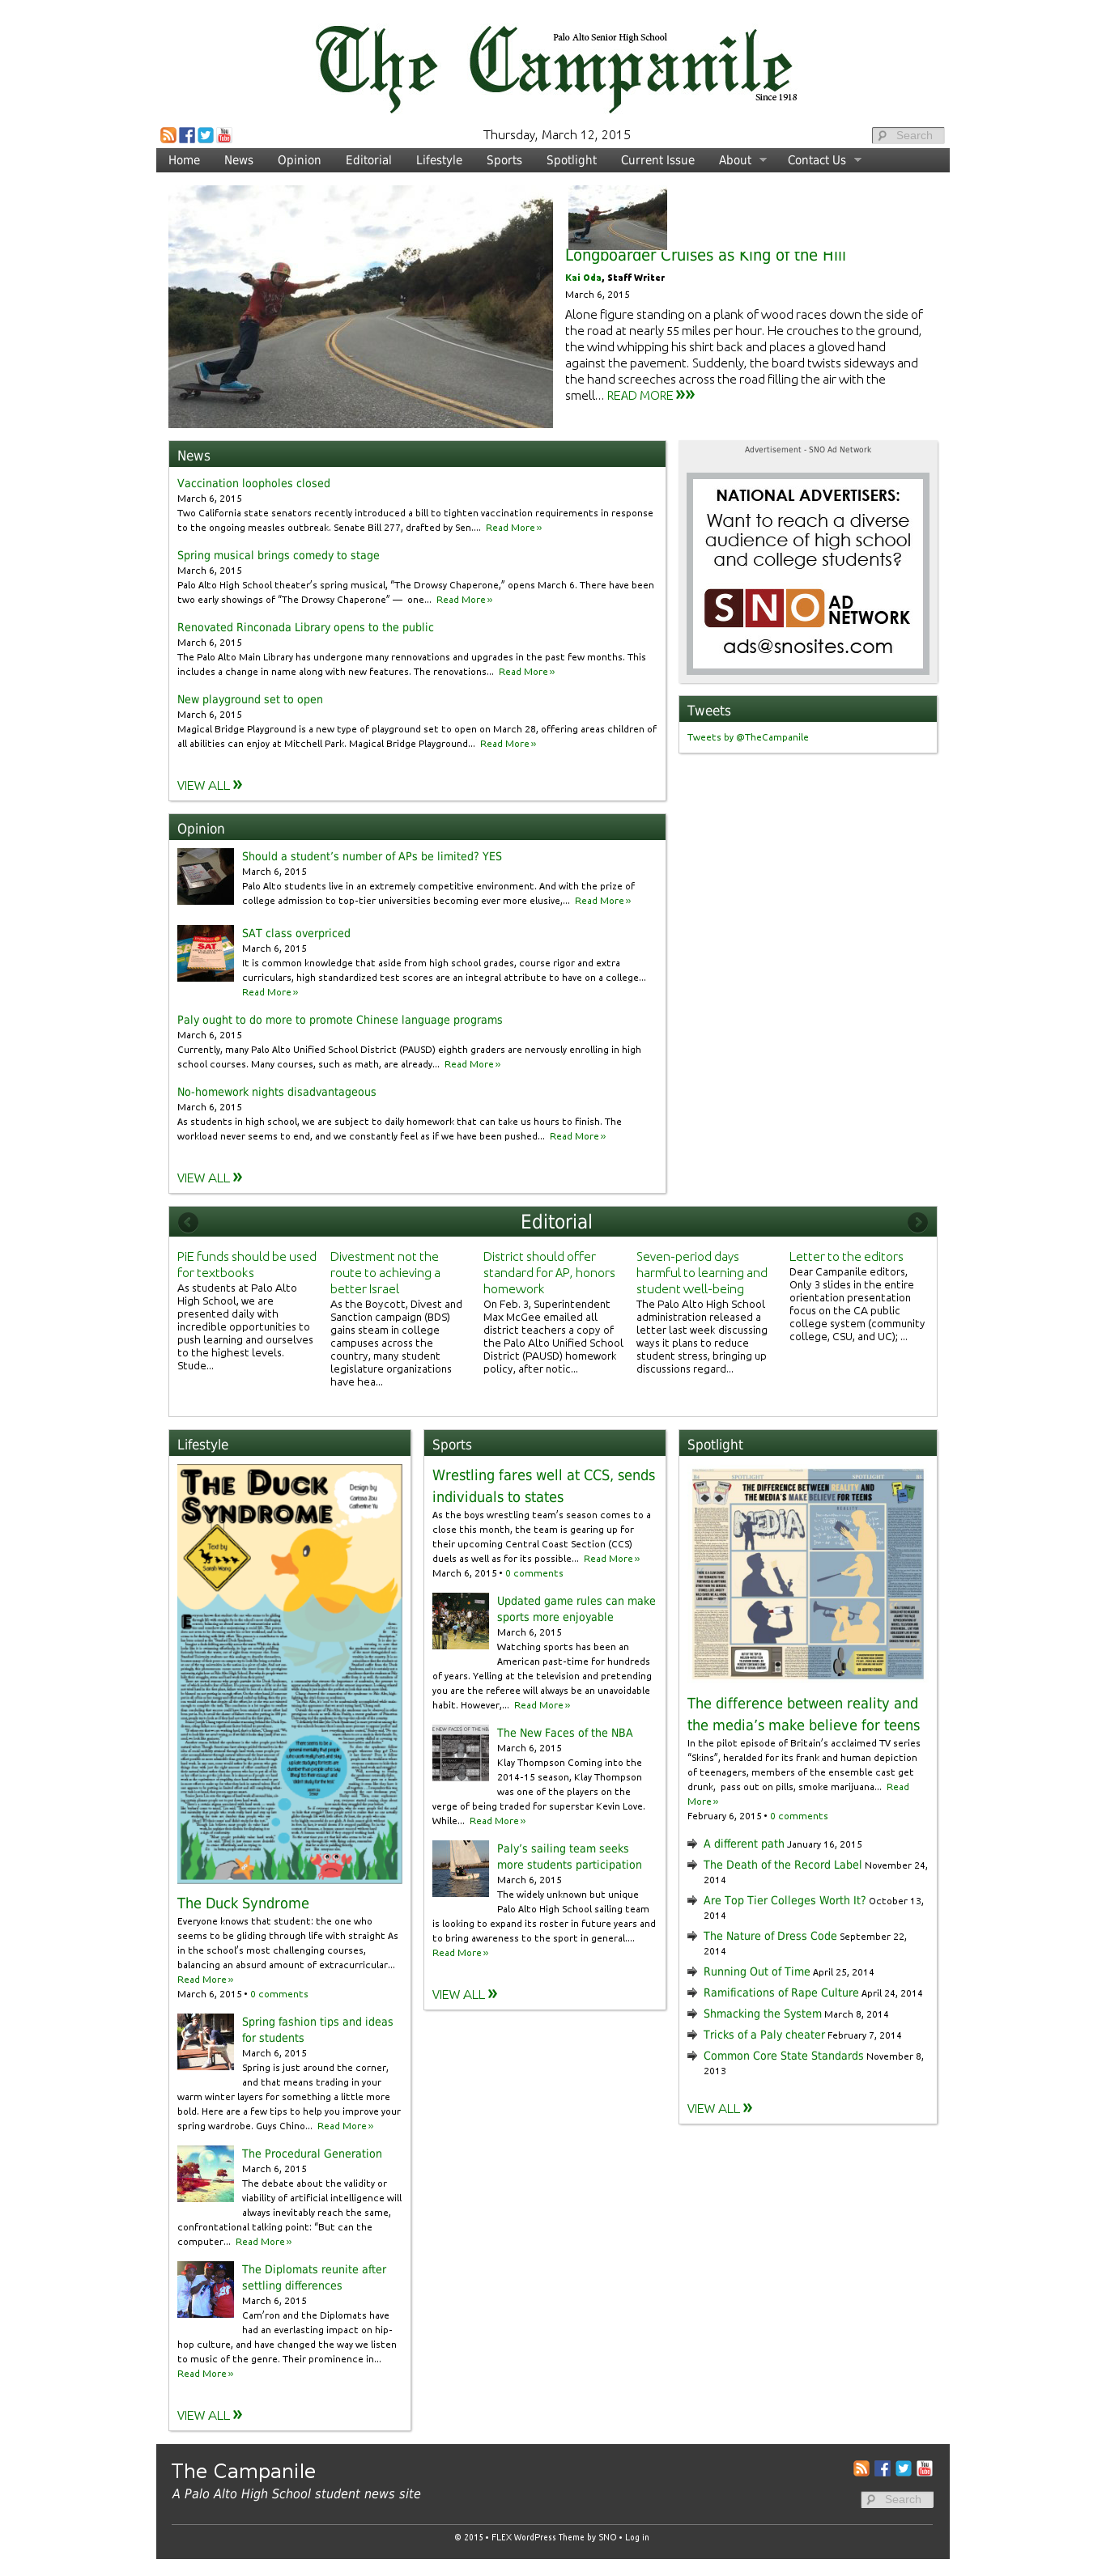 Palo Alto Senior High School
The Campanile
Since 1918
Thursday, March 12, 2015
Search
Home News Opinion Editorial Lifestyle Sports Spotlight Current Issue About Contact Us
Longboarder Cruises as King of the Hill
Kai Oda, Staff Writer
March 6, 2015
Alone figure standing on a plank of wood races down the side of
the road at nearly 55 miles per hour. He crouches to the ground,
the wind whipping his shirt back and places a gloved hand
against the pavement. Suddenly, the board twists sideways and
the hand screeches across the road filling the air with the
smell... READ MORE »»
News
Vaccination loopholes closed
March 6, 2015
Two California state senators recently introduced a bill to tighten vaccination requirements in response
to the ongoing measles outbreak. Senate Bill 277, drafted by Sen.... Read More »
Spring musical brings comedy to stage
March 6, 2015
Palo Alto High School theater’s spring musical, “The Drowsy Chaperone,” opens March 6. There have been
two early showings of “The Drowsy Chaperone” — one... Read More »
Renovated Rinconada Library opens to the public
March 6, 2015
The Palo Alto Main Library has undergone many rennovations and upgrades in the past few months. This
includes a change in name along with new features. The renovations... Read More »
New playground set to open
March 6, 2015
Magical Bridge Playground is a new type of playground set to open on March 28, offering areas children of
all abilities can enjoy at Mitchell Park. Magical Bridge Playground... Read More »
VIEW ALL »
Advertisement - SNO Ad Network
NATIONAL ADVERTISERS:
Want to reach a diverse
audience of high school
and college students?
SNO AD NETWORK
ads@snosites.com
Tweets
Tweets by @TheCampanile
Opinion
Should a student’s number of APs be limited? YES
March 6, 2015
Palo Alto students live in an extremely competitive environment. And with the prize of
college admission to top-tier universities becoming ever more elusive,... Read More »
SAT
SAT class overpriced
March 6, 2015
It is common knowledge that aside from high school grades, course rigor and extra
curriculars, high standardized test scores are an integral attribute to have on a college...
Read More »
Paly ought to do more to promote Chinese language programs
March 6, 2015
Currently, many Palo Alto Unified School District (PAUSD) eighth graders are nervously enrolling in high
school courses. Many courses, such as math, are already... Read More »
No-homework nights disadvantageous
March 6, 2015
As students in high school, we are subject to daily homework that can take us hours to finish. The
workload never seems to end, and we constantly feel as if we have been pushed... Read More »
VIEW ALL »
Editorial
PiE funds should be used
for textbooks
As students at Palo Alto
High School, we are
presented daily with
incredible opportunities to
push learning and ourselves
to the highest levels.
Stude...
Divestment not the
route to achieving a
better Israel
As the Boycott, Divest and
Sanction campaign (BDS)
gains steam in college
campuses across the
country, many student
legislature organizations
have hea...
District should offer
standard for AP, honors
homework
On Feb. 3, Superintendent
Max McGee emailed all
district teachers a copy of
the Palo Alto Unified School
District (PAUSD) homework
policy, after notic...
Seven-period days
harmful to learning and
student well-being
The Palo Alto High School
administration released a
letter last week discussing
ways it plans to reduce
student stress, bringing up
discussions regard...
Letter to the editors
Dear Campanile editors,
Only 3 slides in the entire
orientation presentation
focus on the CA public
college system (community
college, CSU, and UC); ...
Lifestyle
The Duck
Syndrome
Design by
Text by
Sarah Wang
The Duck Syndrome
Everyone knows that student: the one who
seems to be gliding through life with straight As
in the school’s most challenging courses,
balancing an absurd amount of extracurricular...
Read More »
March 6, 2015 • 0 comments
Spring fashion tips and ideas
for students
March 6, 2015
Spring is just around the corner,
and that means trading in your
warm winter layers for something a little more
bold. Here are a few tips to help you improve your
spring wardrobe. Guys Chino... Read More »
The Procedural Generation
March 6, 2015
The debate about the validity or
viability of artificial intelligence will
always inevitably reach the same,
confrontational talking point: “But can the
computer... Read More »
The Diplomats reunite after
settling differences
March 6, 2015
Cam’ron and the Diplomats have
had an everlasting impact on hip-
hop culture, and have changed the way we listen
to music of the genre. Their prominence in...
Read More »
VIEW ALL »
Sports
Wrestling fares well at CCS, sends
individuals to states
As the boys wrestling team’s season comes to a
close this month, the team is gearing up for
their upcoming Central Coast Section (CCS)
duels as well as for its possible... Read More »
March 6, 2015 • 0 comments
Updated game rules can make
sports more enjoyable
March 6, 2015
Watching sports has been an
American past-time for hundreds
of years. Yelling at the television and pretending
you are the referee will always be an unavoidable
habit. However,... Read More »
E NEW FACES OF THE NBA
The New Faces of the NBA
March 6, 2015
Klay Thompson Coming into the
2014-15 season, Klay Thompson
was one of the players on the
verge of being traded for superstar Kevin Love.
While... Read More »
Paly’s sailing team seeks
more students participation
March 6, 2015
The widely unknown but unique
Palo Alto High School sailing team
is looking to expand its roster in future years and
to bring awareness to the sport in general....
Read More »
VIEW ALL »
Spotlight
SPOTLIGHT SPOTLIGHT
THE DIFFERENCE BETWEEN REALITY AND
THE MEDIA'S MAKE BELIEVE FOR TEENS
MEDIA
REALITY
The difference between reality and
the media’s make believe for teens
In the pilot episode of Britain’s acclaimed TV series
“Skins”, heralded for its frank and human depiction
of teenagers, members of the ensemble cast get
drunk, pass out on pills, smoke marijuana... Read
More »
February 6, 2015 • 0 comments
A different path January 16, 2015
The Death of the Record Label November 24,
2014
Are Top Tier Colleges Worth It? October 13,
2014
The Nature of Dress Code September 22,
2014
Running Out of Time April 25, 2014
Ramifications of Rape Culture April 24, 2014
Shmacking the System March 8, 2014
Tricks of a Paly cheater February 7, 2014
Common Core State Standards November 8,
2013
VIEW ALL »
The Campanile
A Palo Alto High School student news site
Search
© 2015 • FLEX WordPress Theme by SNO • Log in